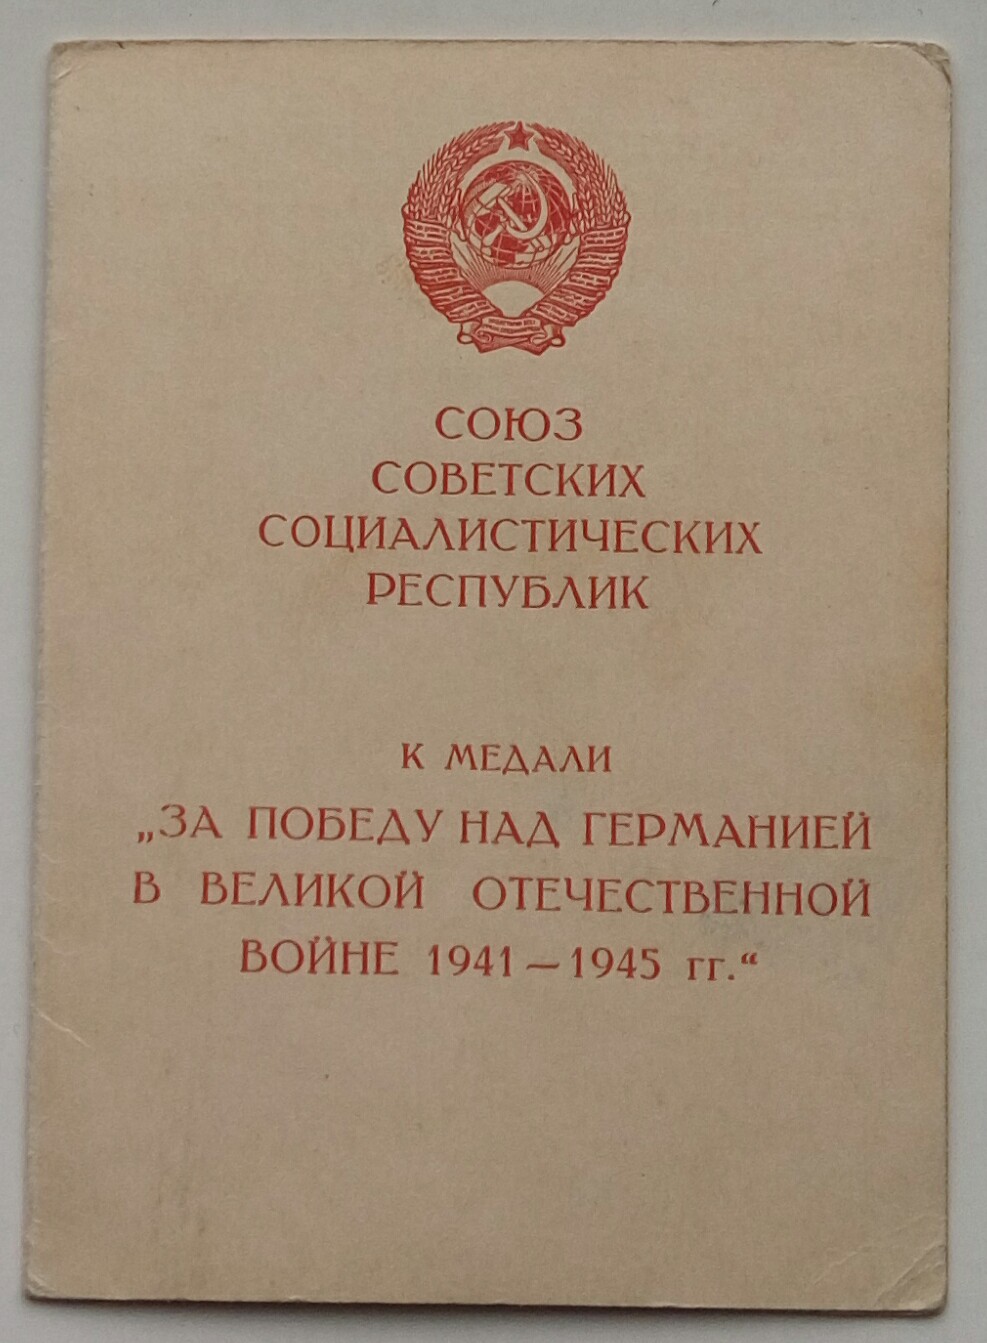 СОЮЗ
СОВЕТСКИХ
СОЦИАЛИСТИЧЕСКИХ
РЕСПУБЛИК
К МЕДАЛИ
„ЗА ПОБЕДУ НАД ГЕРМАНИЕЙ
В ВЕЛИКОЙ ОТЕЧЕСТВЕННОЙ
ВОЙНЕ 1941—1945 гг.“